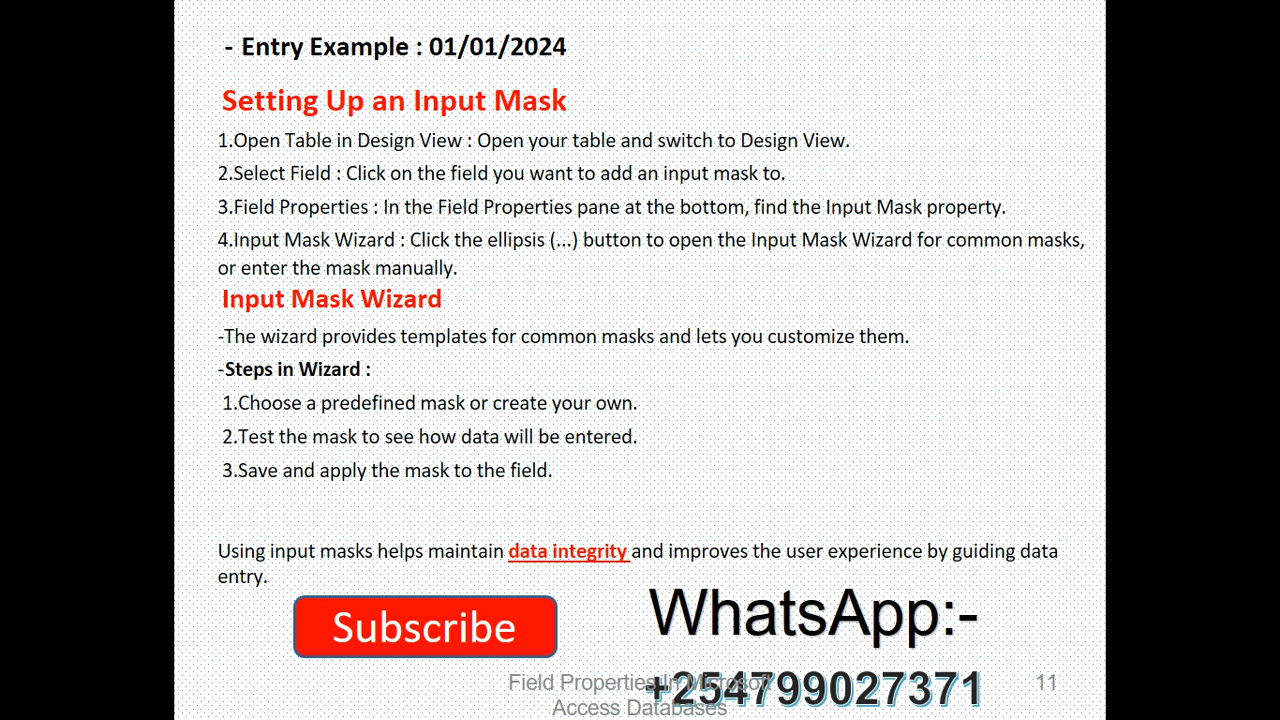 - Entry Example : 01/01/2024
Setting Up an Input Mask
1.Open Table in Design View : Open your table and switch to Design View.
2.Select Field : Click on the field you want to add an input mask to.
3.Field Properties : In the Field Properties pane at the bottom, find the Input Mask property.
4.Input Mask Wizard : Click the ellipsis (...) button to open the Input Mask Wizard for common masks,
or enter the mask manually.
Input Mask Wizard
-The wizard provides templates for common masks and lets you customize them.
-Steps in Wizard :
1.Choose a predefined mask or create your own.
2.Test the mask to see how data will be entered.
3.Save and apply the mask to the field.
Using input masks helps maintain data integrity and improves the user experience by guiding data
entry.
Subscribe
WhatsApp:-
+254799027371
Field Properties In Microsoft
Access Databases
11